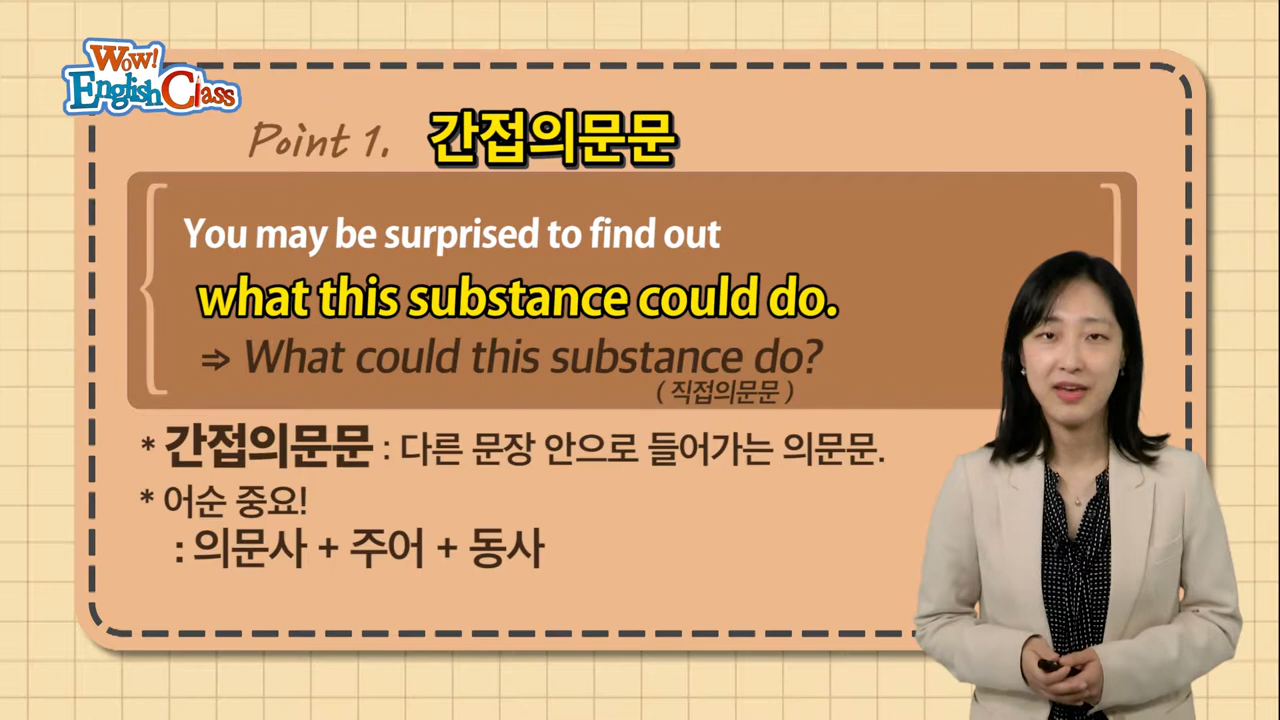 Wow!
English Class
Point 1. 간접의문문
You may be surprised to find out
what this substance could do.
⇒ What could this substance do?
( 직접의문문 )
* 간접의문문 : 다른 문장 안으로 들어가는 의문문.
* 어순 중요!
: 의문사 + 주어 + 동사